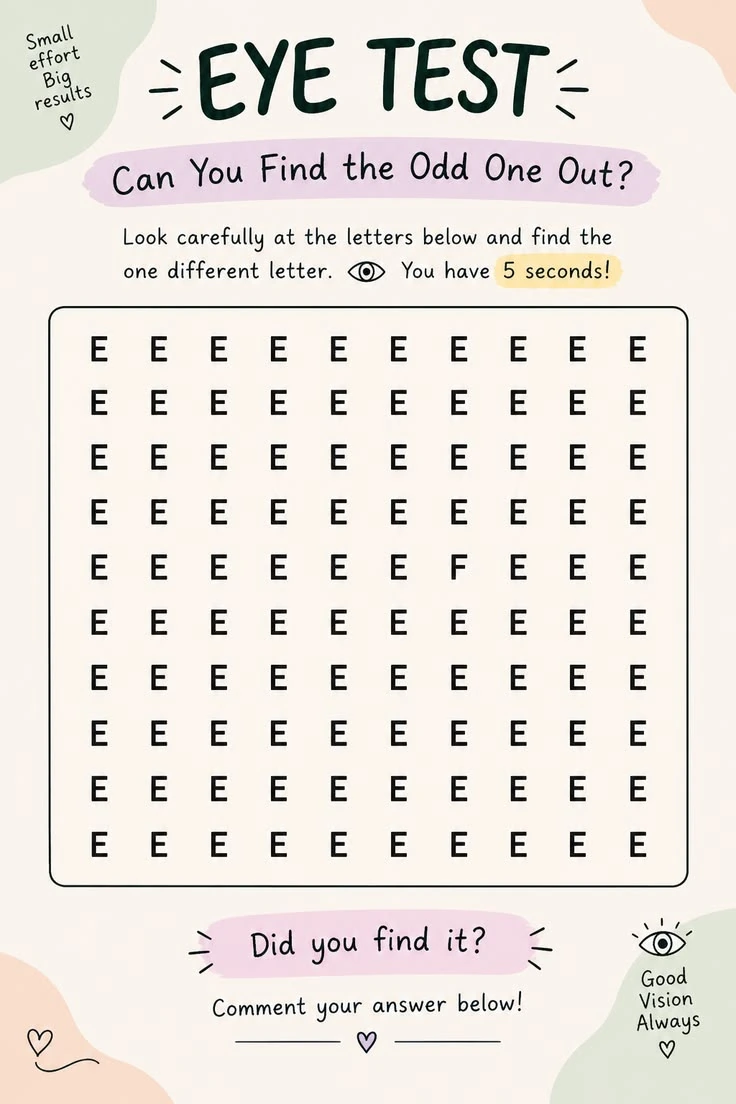 Small
effort
Big
results
EYE TEST
Can You Find the Odd One Out?
Look carefully at the letters below and find the
one different letter. You have 5 seconds!
E E E E E E E E E E
E E E E E E E E E E
E E E E E E E E E E
E E E E E E E E E E
E E E E E E F E E E
E E E E E E E E E E
E E E E E E E E E E
E E E E E E E E E E
E E E E E E E E E E
E E E E E E E E E E
Did you find it?
Comment your answer below!
Good
Vision
Always